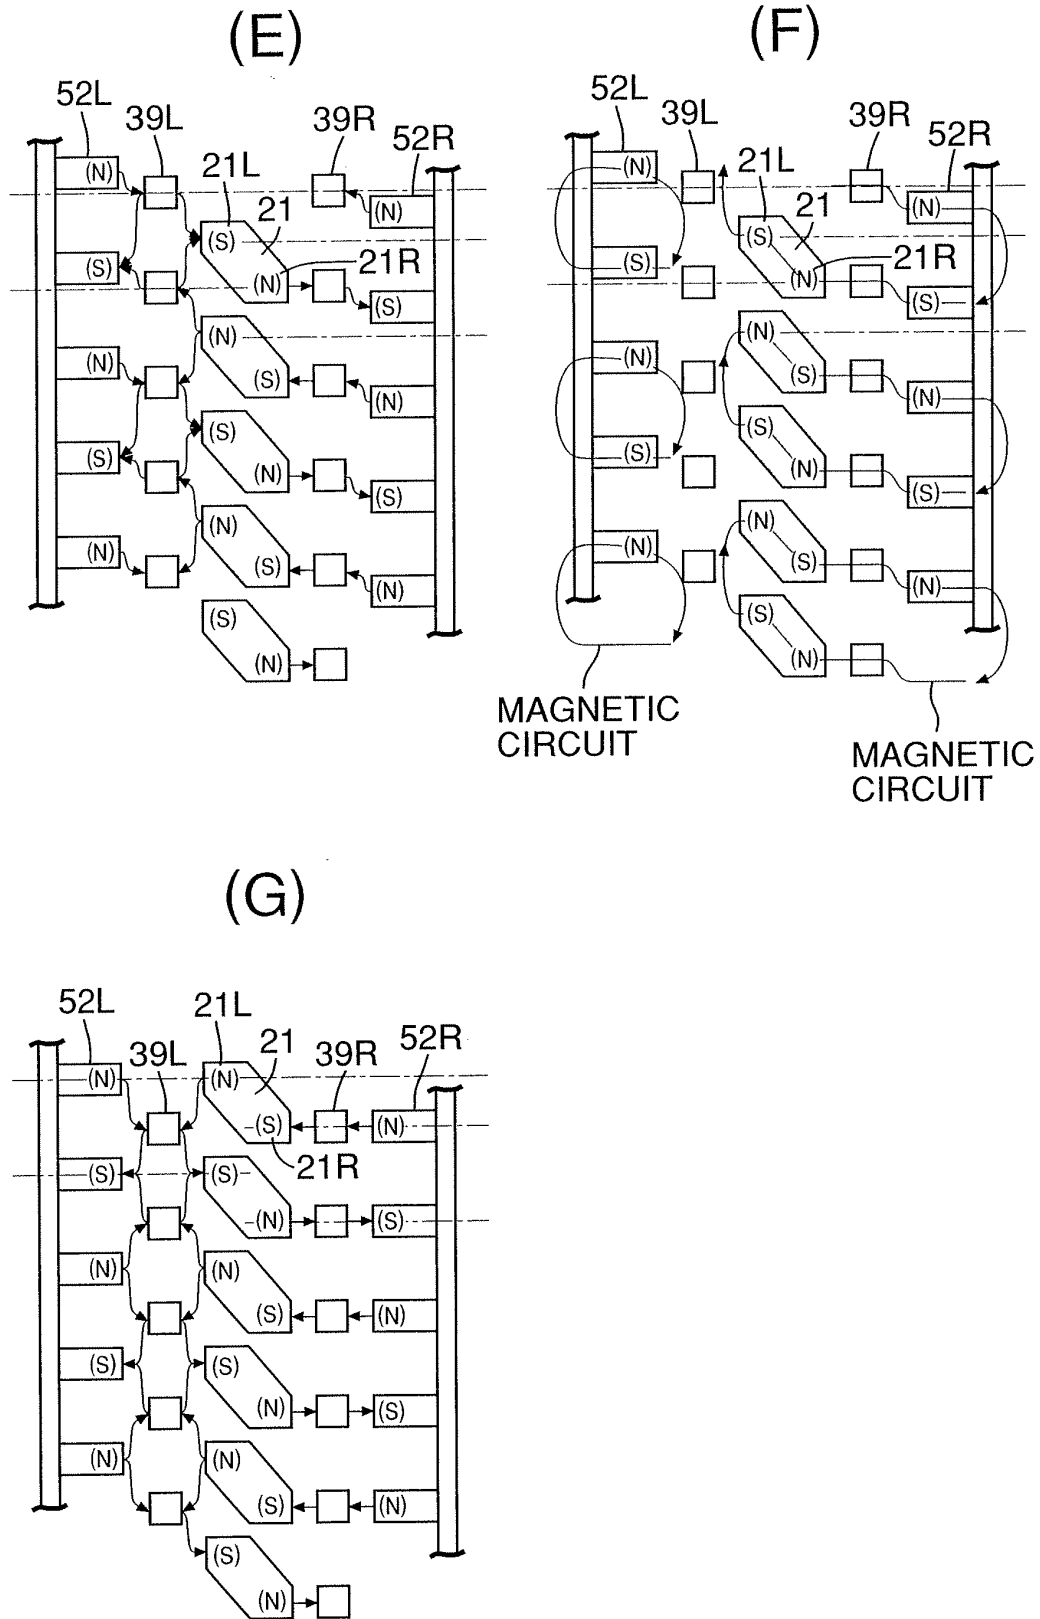 (E)
52L
39L
39R
52R
21L
21
21R
(N)
(N)
(S)
(S)
(N)
(S)
(N)
(N)
(S)
(N)
(S)
(S)
(N)
(S)
(N)
(N)
(S)
(N)
(S)
(N)
(F)
52L
39L
39R
52R
21L
21
21R
(N)
(N)
(S)
(S)
(N)
(S)
(N)
(N)
(S)
(N)
(S)
(S)
(N)
(S)
(N)
(N)
(S)
(N)
(S)
(N)
MAGNETIC
CIRCUIT
MAGNETIC
CIRCUIT
(G)
52L
21L
39L
21
39R
52R
21R
(N)
(N)
(S)
(N)
(S)
(S)
(N)
(S)
(N)
(N)
(S)
(N)
(S)
(S)
(N)
(S)
(N)
(N)
(S)
(N)
(S)
(N)